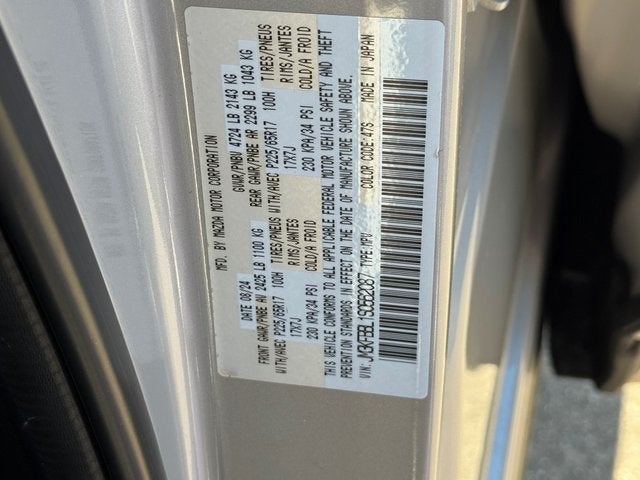 MFD. BY MAZDA MOTOR CORPORATION
DATE 08/24 GVWR/PNBV 4724 LB 2143 KG
FRONT GAWR/PNBE AV 2425 LB 1100 KG REAR GAWR/PNBE AR 2299 LB 1043 KG
WITH/AVEC P225/65R17 100H TIRES/PNEUS WITH/AVEC P225/65R17 100H TIRES/PNEUS
17X7J RIMS/JANTES 17X7J RIMS/JANTES
230 KPA/34 PSI COLD/A FROID 230 KPA/34 PSI COLD/A FROID
THIS VEHICLE CONFORMS TO ALL APPLICABLE FEDERAL MOTOR VEHICLE SAFETY AND THEFT
STANDARDS IN EFFECT ON THE DATE OF MANUFACTURE SHOWN ABOVE.
VIN: TYPE:MPV COLOR CODE:47S MADE IN JAPAN